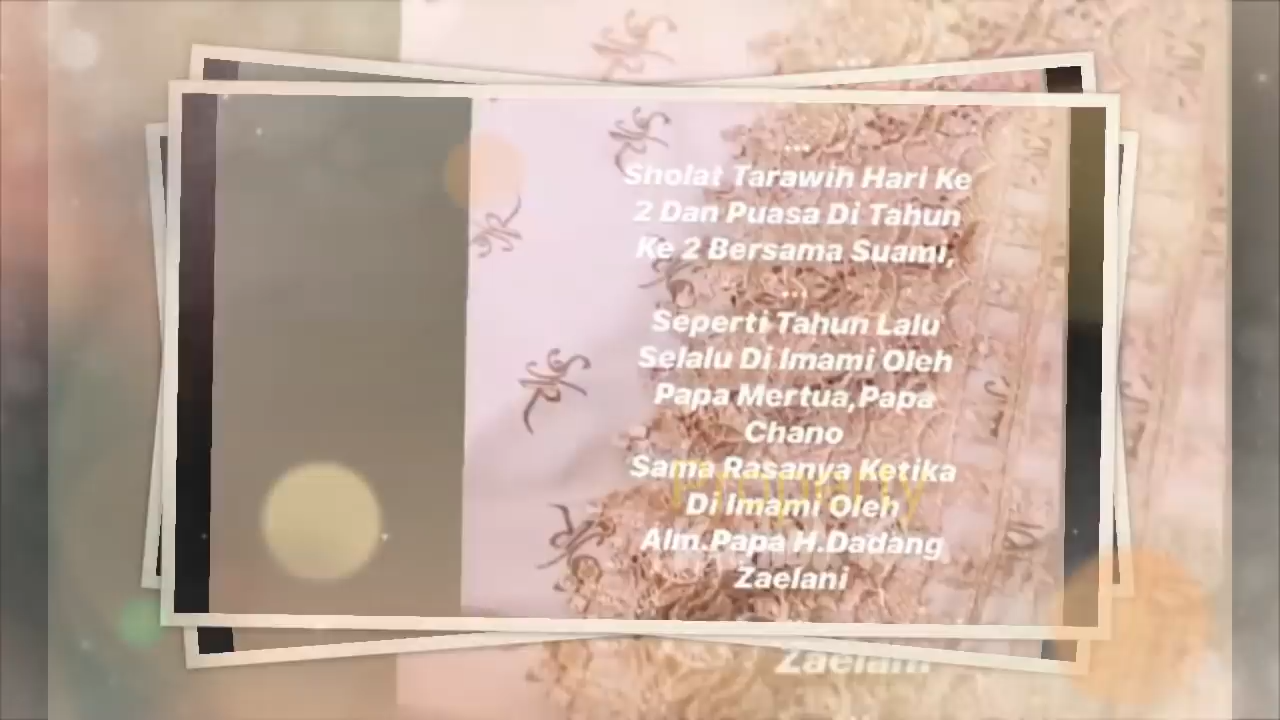 ...
Sholat Tarawih Hari Ke
2 Dan Puasa Di Tahun
Ke 2 Bersama Suami,
...
Seperti Tahun Lalu
Selalu Di Imami Oleh
Papa Mertua,Papa
Chano
Sama Rasanya Ketika
Property
Di Imami Oleh
Alm.Papa H.Dadang
Zaelani
Zaelani